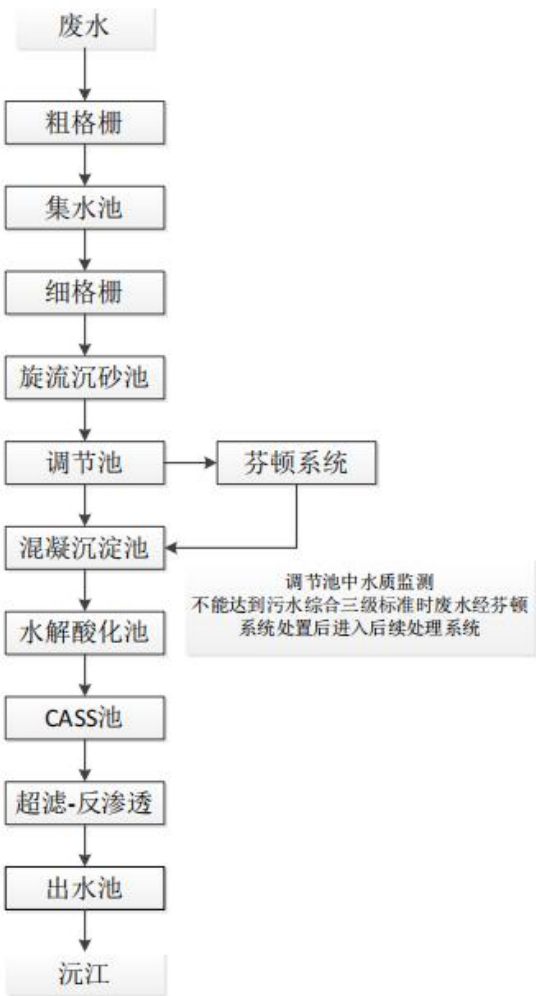 废水
粗格栅
集水池
细格栅
旋流沉砂池
调节池
芬顿系统
混凝沉淀池
调节池中水质监测
不能达到污水综合三级标准时废水经芬顿
系统处置后进入后续处理系统
水解酸化池
CASS池
超滤-反渗透
出水池
沅江